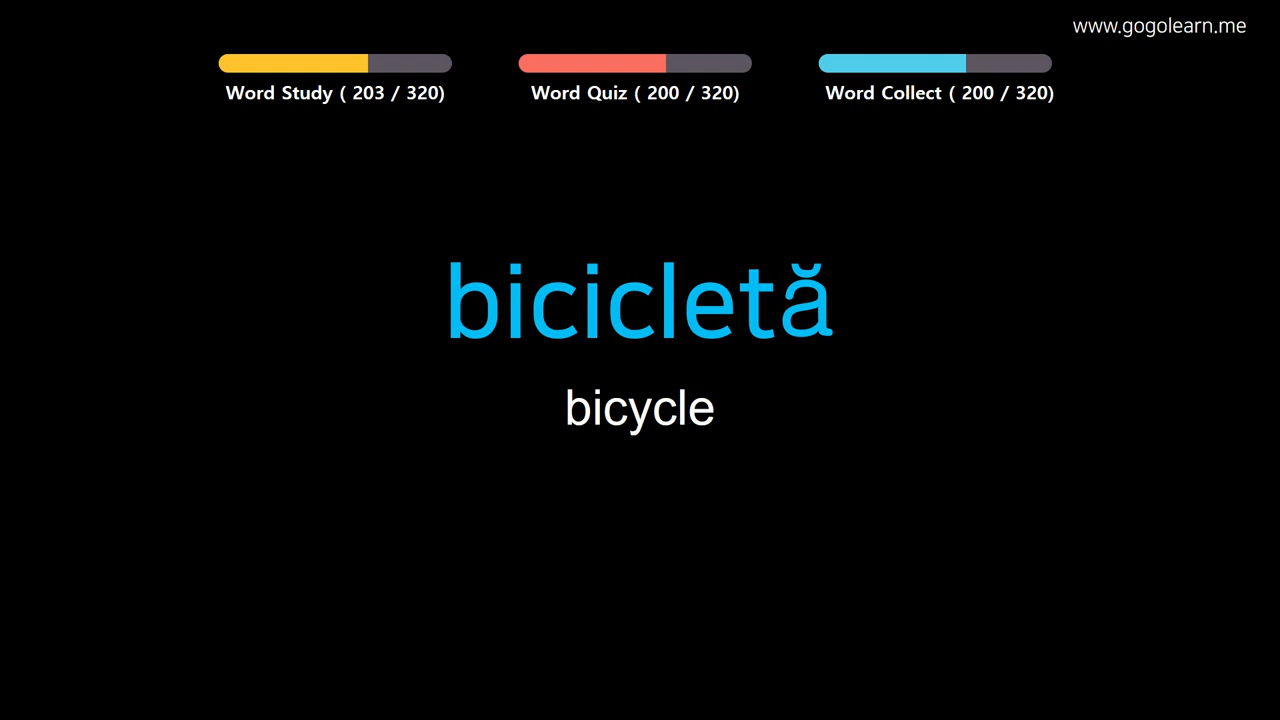 www.gogolearn.me
Word Study ( 203 / 320)
Word Quiz ( 200 / 320)
Word Collect ( 200 / 320)
bicicletă
bicycle